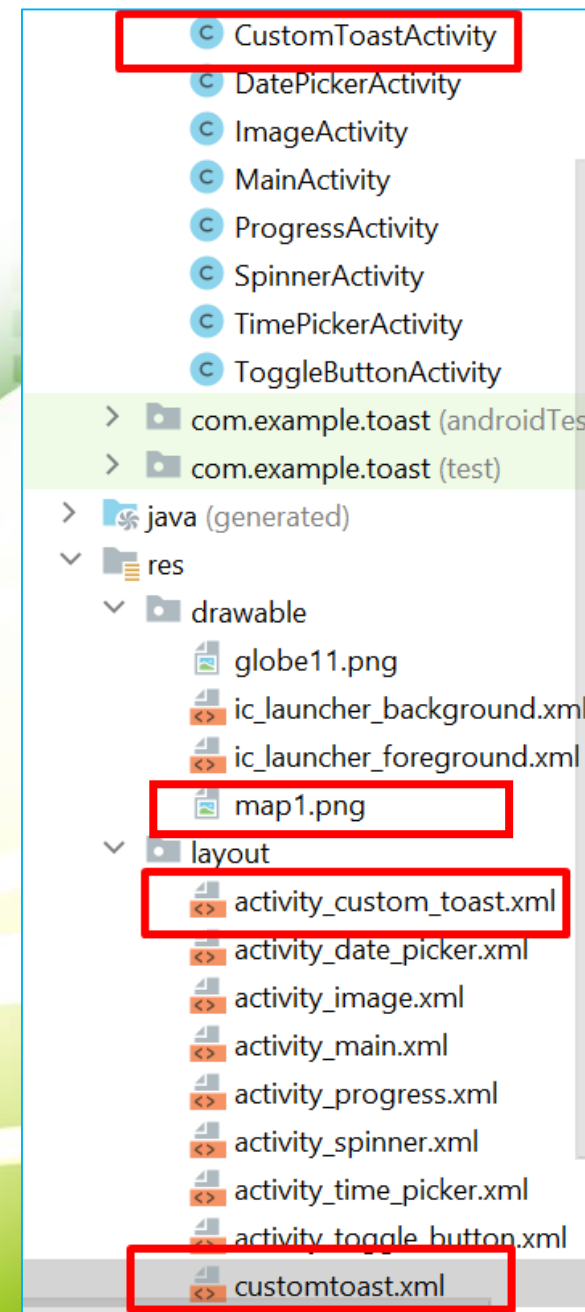 C CustomToastActivity
C DatePickerActivity
C ImageActivity
C MainActivity
C ProgressActivity
C SpinnerActivity
C TimePickerActivity
C ToggleButtonActivity
com.example.toast (androidTes
com.example.toast (test)
java (generated)
res
drawable
globe11.png
ic_launcher_background.xml
ic_launcher_foreground.xml
map1.png
layout
activity_custom_toast.xml
activity_date_picker.xml
activity_image.xml
activity_main.xml
activity_progress.xml
activity_spinner.xml
activity_time_picker.xml
activity_toggle_button.xml
customtoast.xml